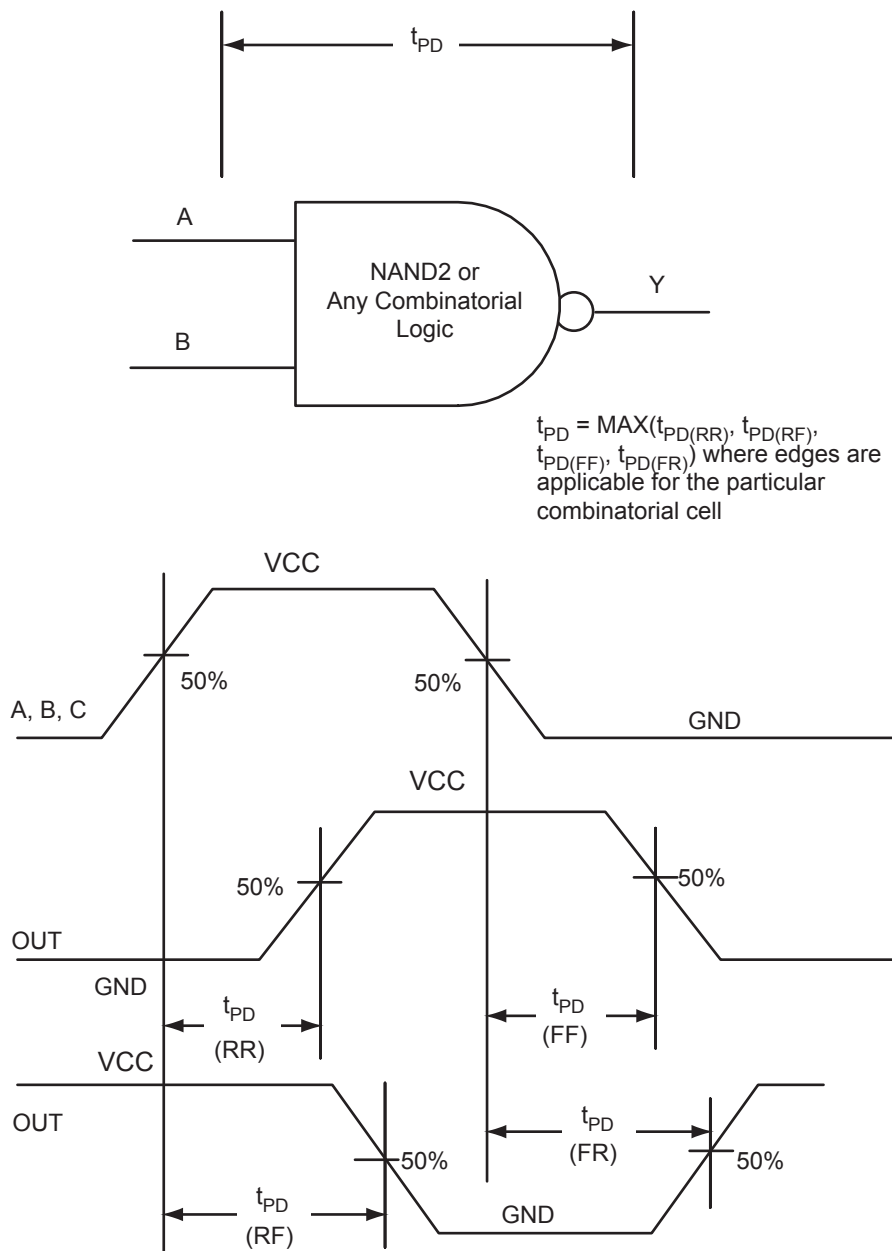 tPD
A
NAND2 or
Any Combinatorial
Logic
Y
B
tPD = MAX(tPD(RR), tPD(RF),
tPD(FF), tPD(FR)) where edges are
applicable for the particular
combinatorial cell
VCC
50%
50%
A, B, C
GND
VCC
50%
50%
OUT
GND
tPD
(RR)
tPD
(FF)
VCC
OUT
tPD
(FR)
50%
50%
tPD
(RF)
GND